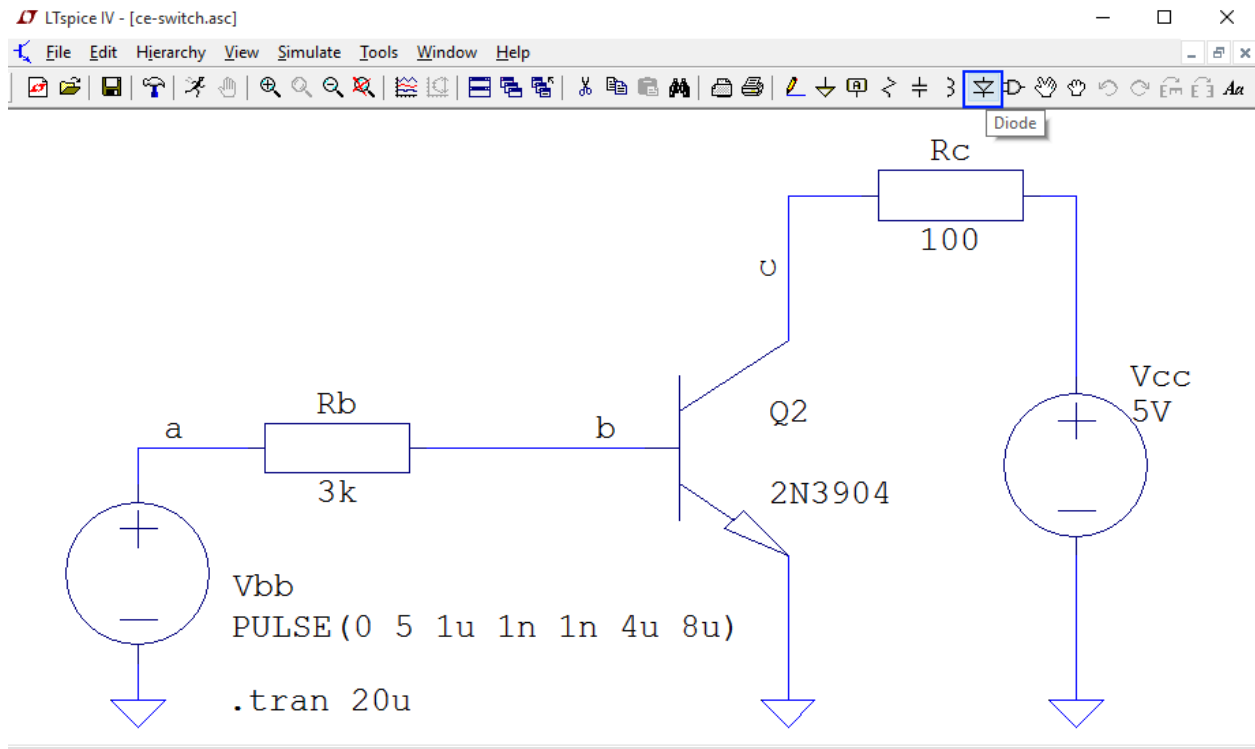 LTspice IV - [ce-switch.asc]
File Edit Hierarchy View Simulate Tools Window Help
Aa
Diode
Rc
100
c
Vcc
5V
Rb
a
b
Q2
3k
2N3904
Vbb
PULSE(0 5 1u 1n 1n 4u 8u)
.tran 20u